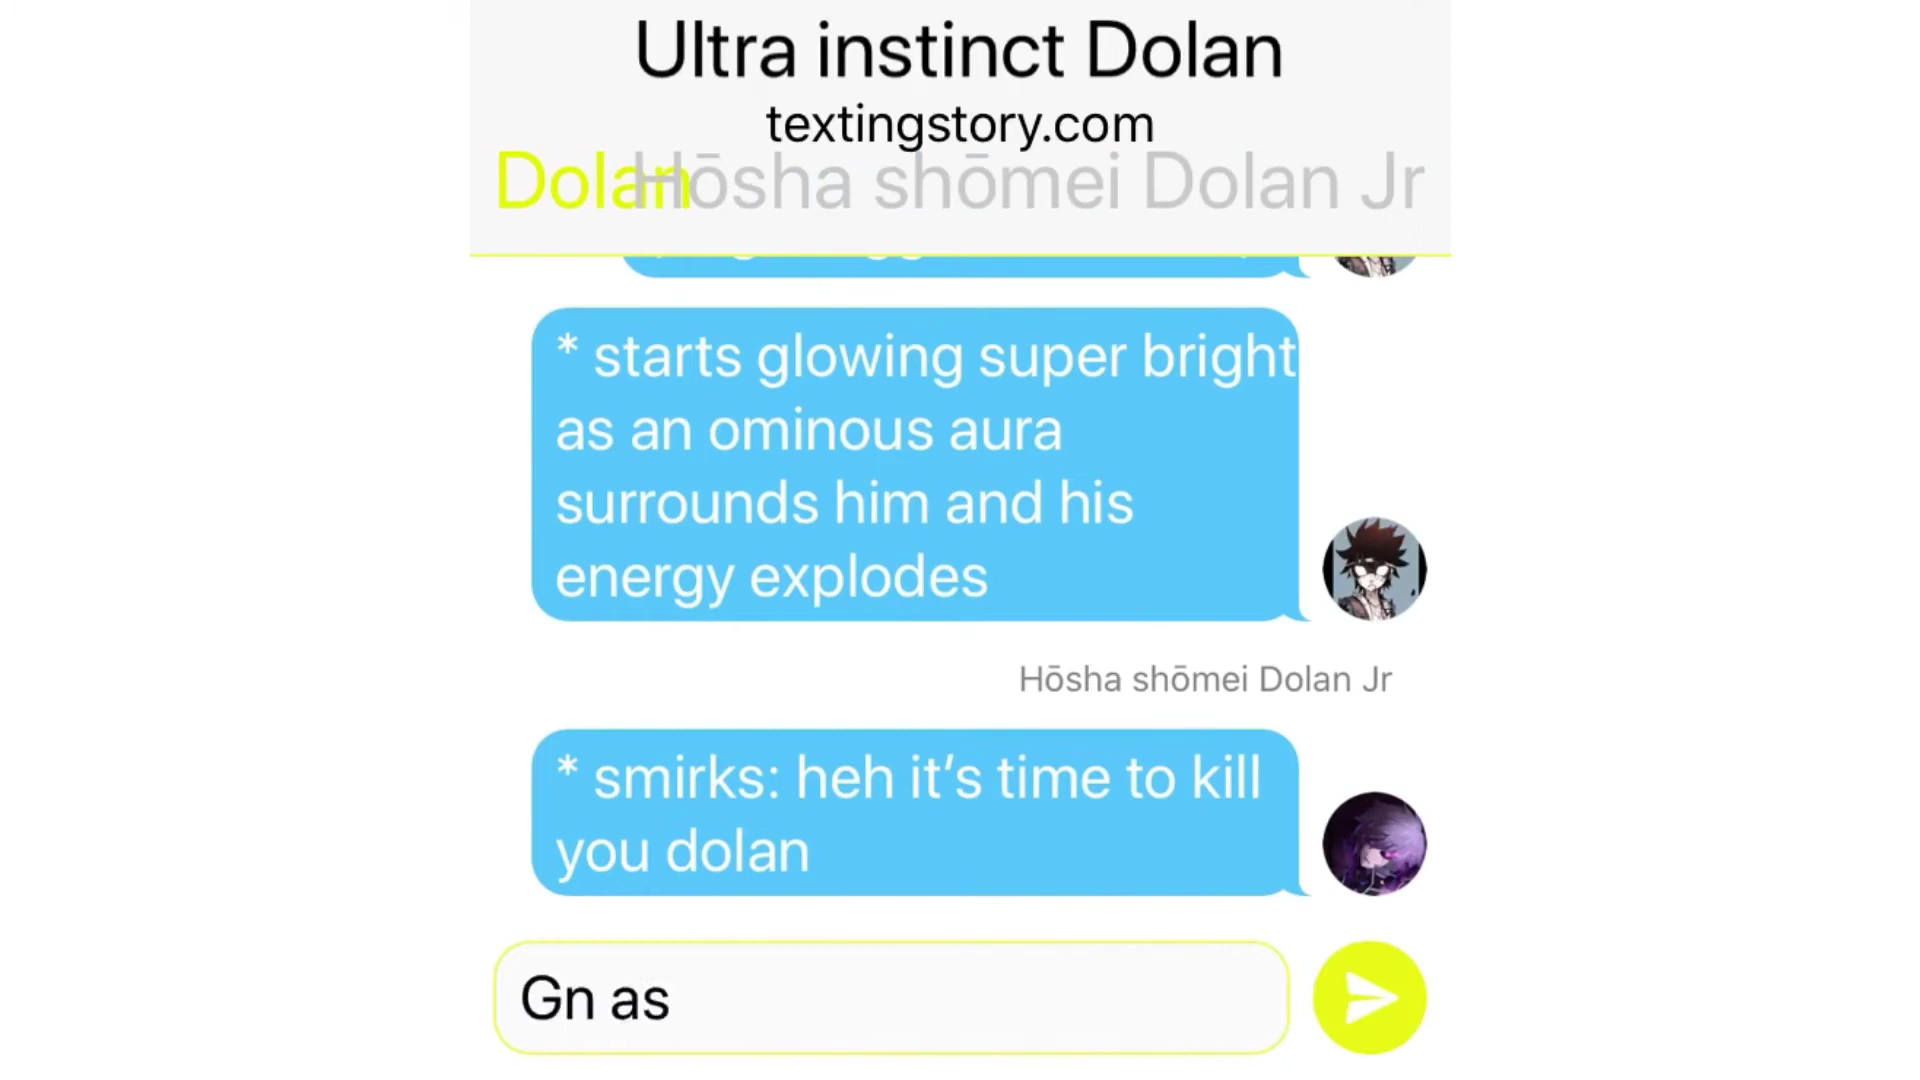 Ultra instinct Dolan
textingstory.com
Dolan Hōsha shōmei Dolan Jr
* starts glowing super bright
as an ominous aura
surrounds him and his
energy explodes
Hōsha shōmei Dolan Jr
* smirks: heh it’s time to kill
you dolan
Gn as